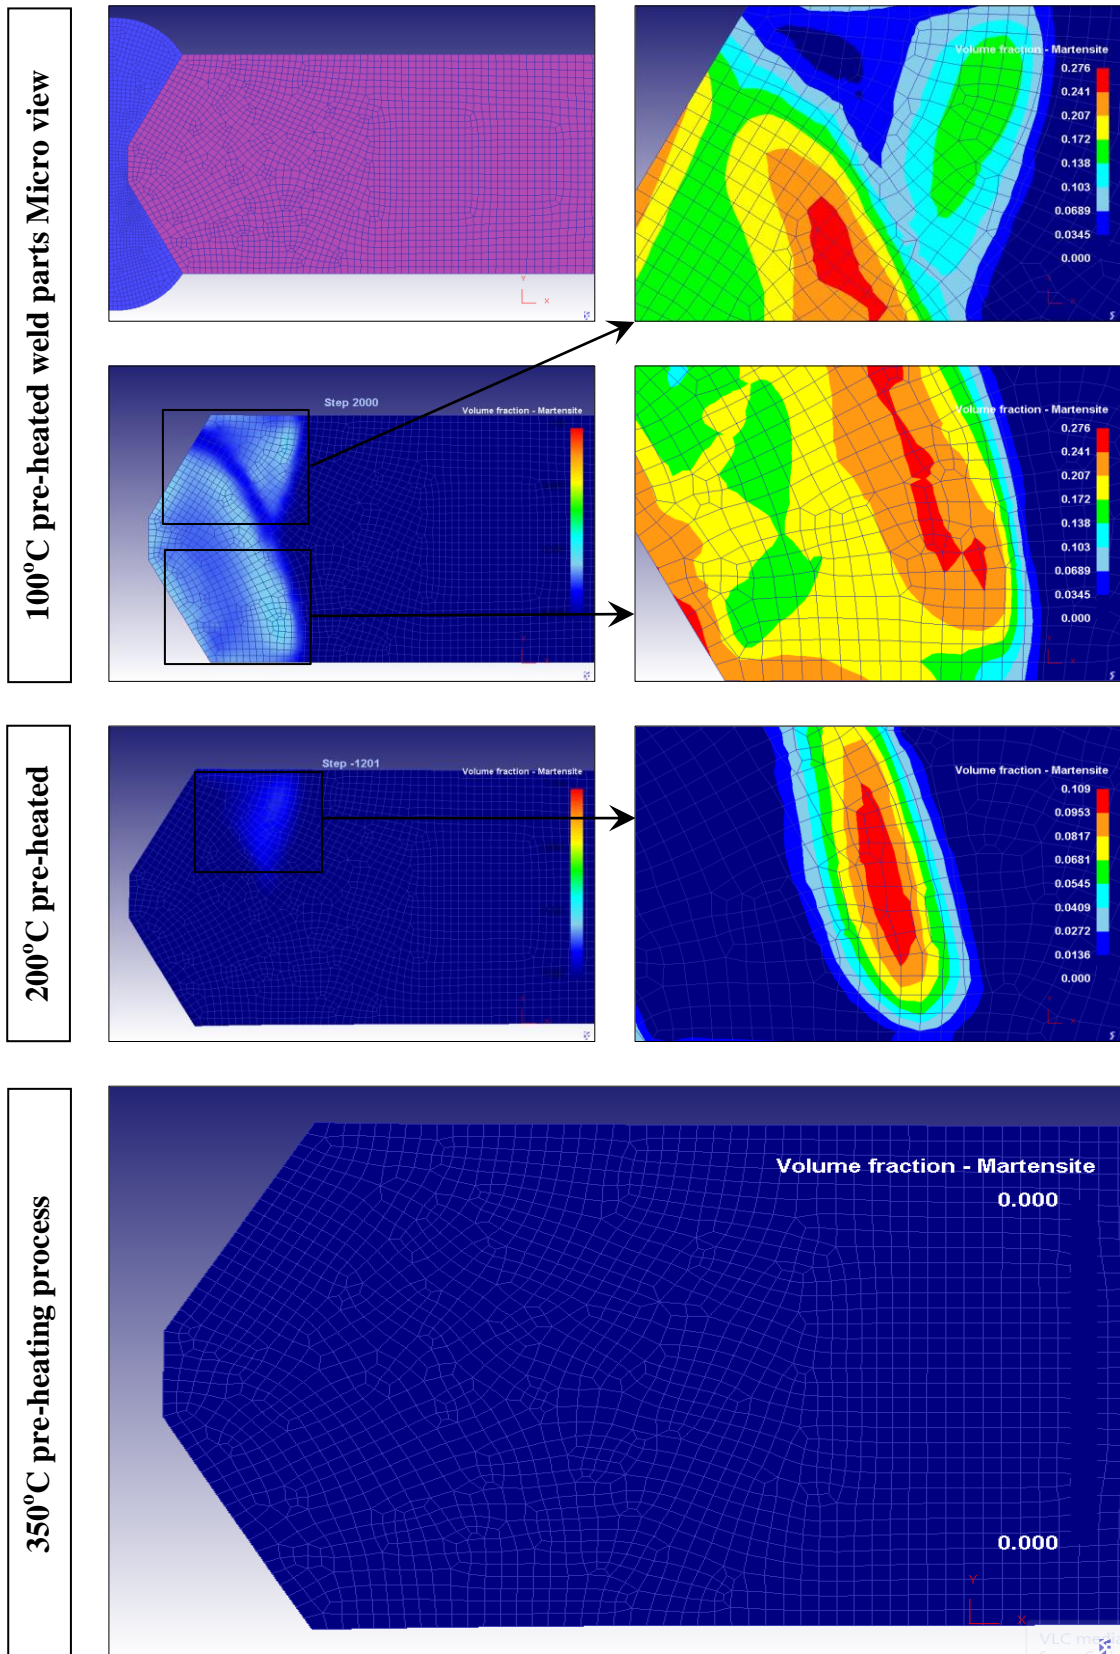 100°C pre-heated weld parts Micro view
Y
X
Volume fraction - Martensite
0.276
0.241
0.207
0.172
0.138
0.103
0.0689
0.0345
0.000
Step 2000
Volume fraction - Martensite
Volume fraction - Martensite
0.276
0.241
0.207
0.172
0.138
0.103
0.0689
0.0345
0.000
200°C pre-heated
Step -1201
Volume fraction - Martensite
Volume fraction - Martensite
0.109
0.0953
0.0817
0.0681
0.0545
0.0409
0.0272
0.0136
0.000
350°C pre-heating process
Volume fraction - Martensite
0.000
0.000
Y
X
VLC media